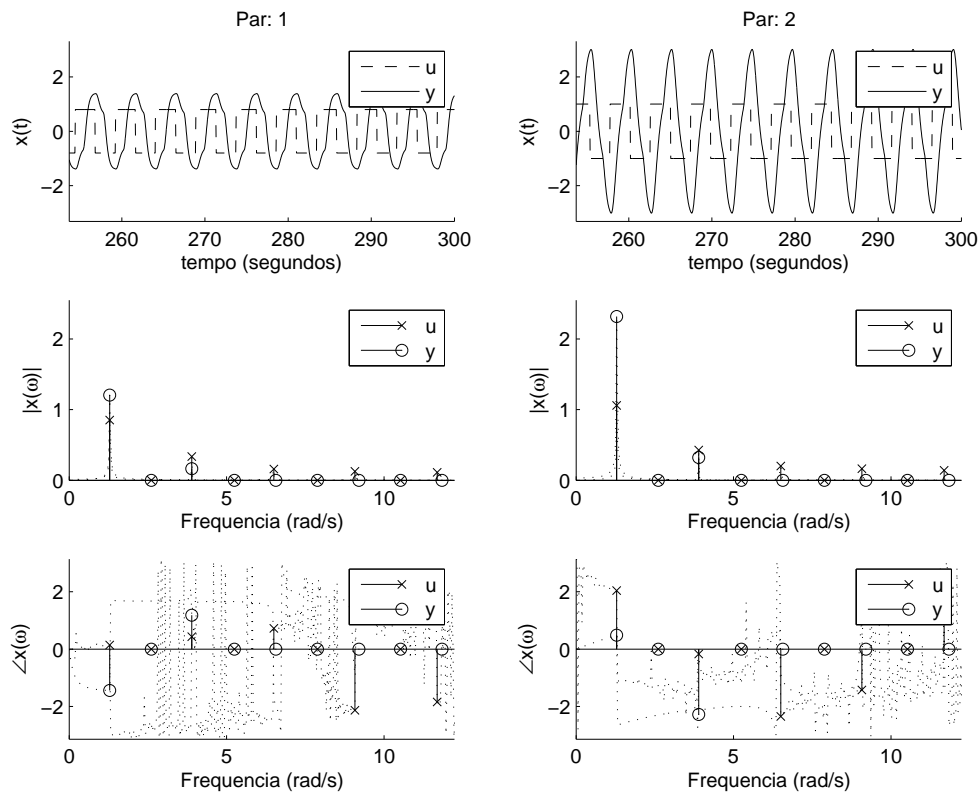 Par: 1
x(t)
2
0
−2
u
y
260 270 280 290 300
tempo (segundos)
Par: 2
x(t)
2
0
−2
u
y
260 270 280 290 300
tempo (segundos)
|x(ω)|
2
1
0
u
y
0 5 10
Frequencia (rad/s)
|x(ω)|
2
1
0
u
y
0 5 10
Frequencia (rad/s)
∠x(ω)
2
0
−2
u
y
0 5 10
Frequencia (rad/s)
∠x(ω)
2
0
−2
u
y
0 5 10
Frequencia (rad/s)